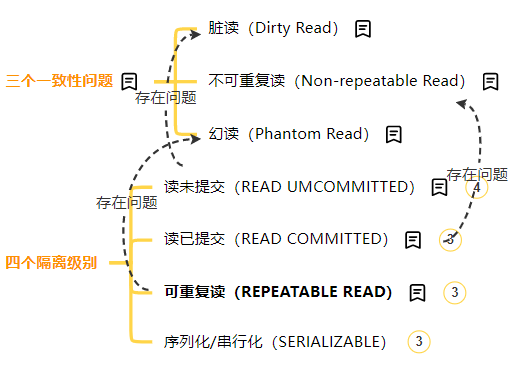 脏读（Dirty Read）
三个一致性问题
不可重复读（Non-repeatable Read）
存在问题
幻读（Phantom Read）
存在问题
读未提交（READ UMCOMMITTED）
4
存在问题
读已提交（READ COMMITTED）
3
四个隔离级别
可重复读（REPEATABLE READ）
3
序列化/串行化（SERIALIZABLE）
3